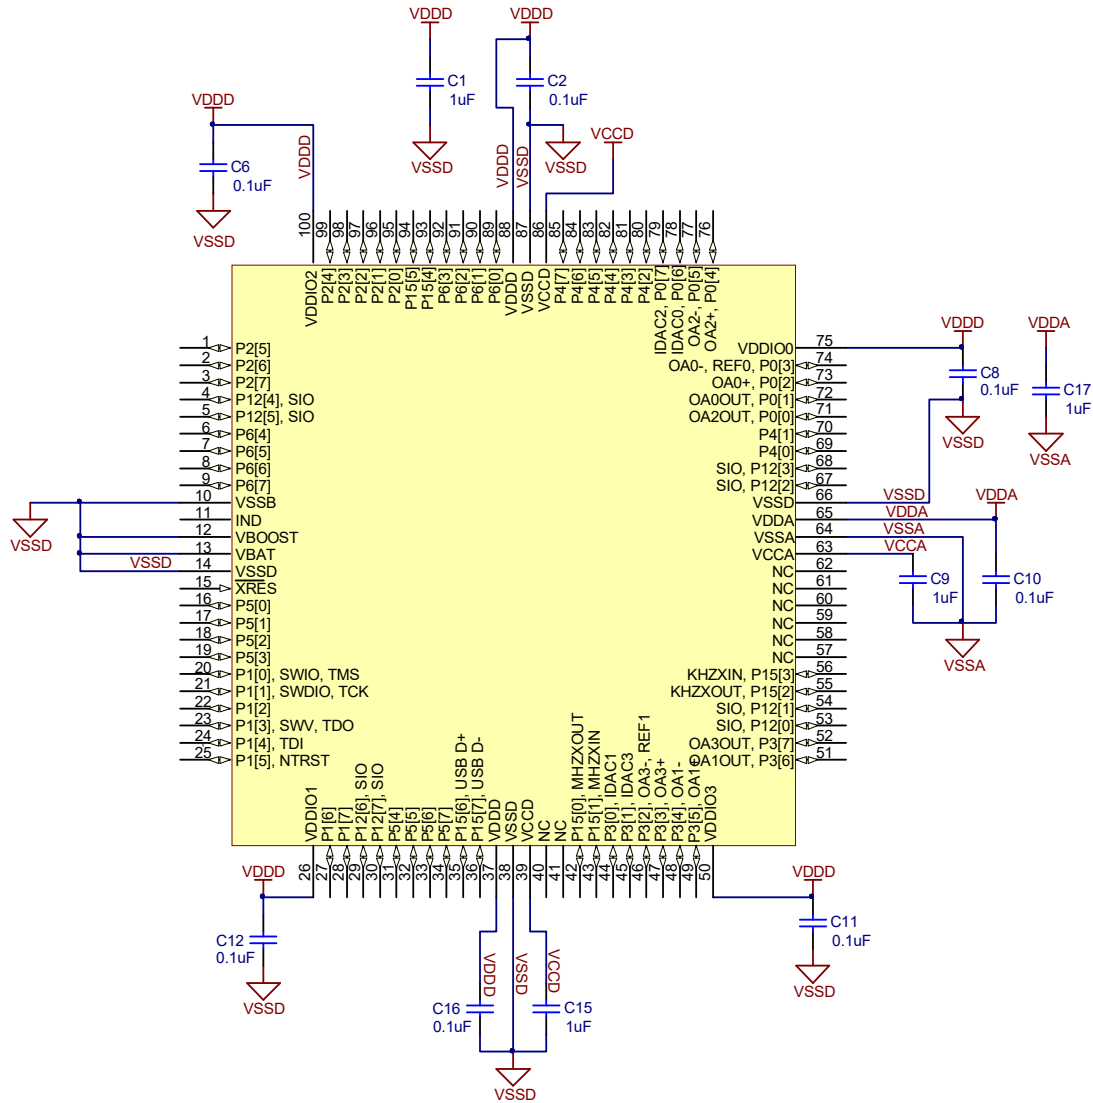 VDDD
C1
1uF
VSSD
VDDD
C2
0.1uF
VSSD
VCCD
VDDD
C6
0.1uF
VSSD
VDDD
VDDD
VSSD
100
99
98
97
96
95
94
93
92
91
90
89
88
87
86
85
84
83
82
81
80
79
78
77
76
VDDIO2
P2[4]
P2[3]
P2[2]
P2[1]
P2[0]
P15[5]
P15[4]
P6[3]
P6[2]
P6[1]
P6[0]
VDDD
VSSD
VCCD
P4[7]
P4[6]
P4[5]
P4[4]
P4[3]
P4[2]
IDAC2, P0[7]
IDAC0, P0[6]
OA2-, P0[5]
OA2+, P0[4]
1 P2[5]
2 P2[6]
3 P2[7]
4 P12[4], SIO
5 P12[5], SIO
6 P6[4]
7 P6[5]
8 P6[6]
9 P6[7]
10 VSSB
11 IND
12 VBOOST
13 VBAT
14 VSSD
15 XRES
16 P5[0]
17 P5[1]
18 P5[2]
19 P5[3]
20 P1[0], SWIO, TMS
21 P1[1], SWDIO, TCK
22 P1[2]
23 P1[3], SWV, TDO
24 P1[4], TDI
25 P1[5], NTRST
VSSD
VSSD
VDDIO0 75
OA0-, REF0, P0[3] 74
OA0+, P0[2] 73
OA0OUT, P0[1] 72
OA2OUT, P0[0] 71
P4[1] 70
P4[0] 69
SIO, P12[3] 68
SIO, P12[2] 67
VSSD 66
VDDA 65
VSSA 64
VCCA 63
NC 62
NC 61
NC 60
NC 59
NC 58
NC 57
KHZXIN, P15[3] 56
KHZXOUT, P15[2] 55
SIO, P12[1] 54
SIO, P12[0] 53
OA3OUT, P3[7] 52
OA1OUT, P3[6] 51
VDDD
C8
0.1uF
VSSD
VDDA
C17
1uF
VSSA
VSSD
VDDA
VSSA
VCCA
VDDA
C9
1uF
C10
0.1uF
VSSA
VDDIO1
P1[6]
P1[7]
P12[6], SIO
P12[7], SIO
P5[4]
P5[5]
P5[6]
P5[7]
P15[6], USB D+
P15[7], USB D-
VDDD
VSSD
VCCD
NC
NC
P15[0], MHZXOUT
P15[1], MHZXIN
P3[0], IDAC1
P3[1], IDAC3
P3[2], OA3-, REF1
P3[3], OA3+
P3[4], OA1-
P3[5], OA1+
VDDIO3
26
27
28
29
30
31
32
33
34
35
36
37
38
39
40
41
42
43
44
45
46
47
48
49
50
VDDD
C12
0.1uF
VSSD
VDDD
VSSD
VCCD
C16
0.1uF
C15
1uF
VSSD
VDDD
C11
0.1uF
VSSD